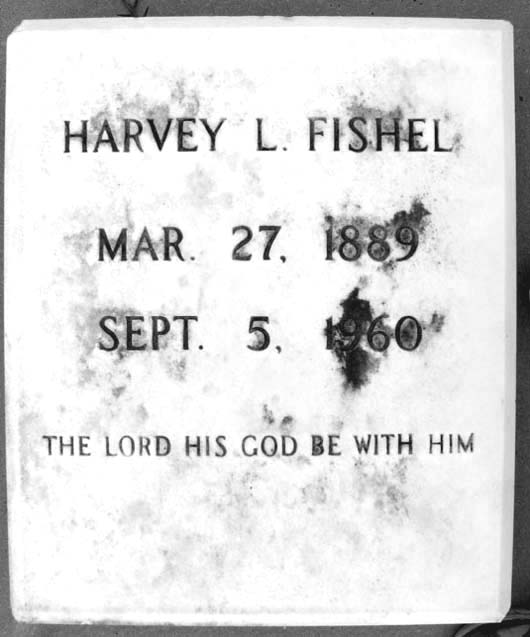 HARVEY L. FISHEL
MAR. 27, 1889
SEPT. 5, 1960
THE LORD HIS GOD BE WITH HIM